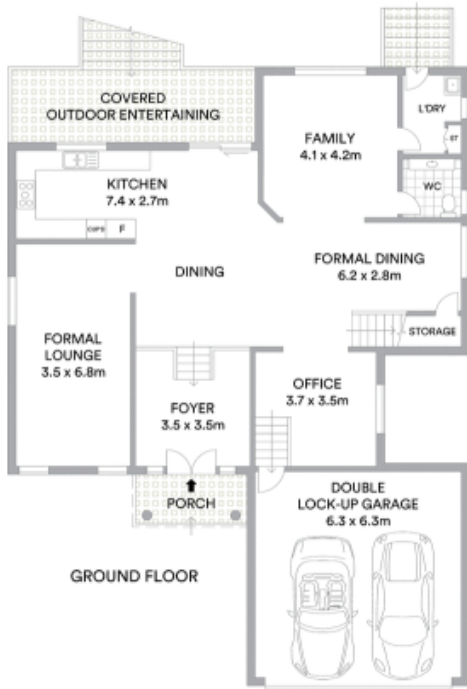 COVERED
OUTDOOR ENTERTAINING
L'DRY
FAMILY
4.1 x 4.2m
ST
KITCHEN
7.4 x 2.7m
WC
CUP'D
F
DINING
FORMAL DINING
6.2 x 2.8m
FORMAL
LOUNGE
3.5 x 6.8m
STORAGE
OFFICE
3.7 x 3.5m
FOYER
3.5 x 3.5m
PORCH
DOUBLE
LOCK-UP GARAGE
6.3 x 6.3m
GROUND FLOOR